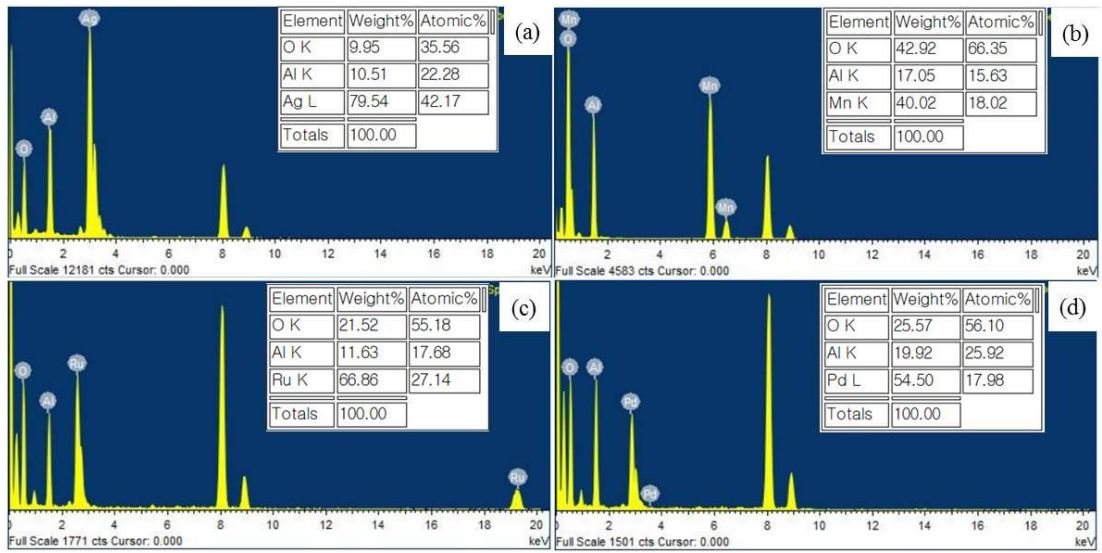 Element Weight% Atomic%
O K 9.95 35.56
Al K 10.51 22.28
Ag L 79.54 42.17
Totals 100.00
(a)
Ag
Al
O
0 2 4 6 8 10 12 14 16 18 20
Full Scale 12181 cts Cursor: 0.000 keV
Element Weight% Atomic%
O K 42.92 66.35
Al K 17.05 15.63
Mn K 40.02 18.02
Totals 100.00
(b)
Mn
O
Al
Mn
Mn
2 4 6 8 10 12 14 16 18 20
Full Scale 4583 cts Cursor: 0.000 keV
Element Weight% Atomic%
O K 21.52 55.18
Al K 11.63 17.68
Ru K 66.86 27.14
Totals 100.00
Sp
(c)
O
Al
Ru
Ru
0 2 4 6 8 10 12 14 16 18 20
Full Scale 1771 cts Cursor: 0.000 keV
Element Weight% Atomic%
O K 25.57 56.10
Al K 19.92 25.92
Pd L 54.50 17.98
Totals 100.00
(d)
O
Al
Pd
Pd
0 2 4 6 8 10 12 14 16 18 20
Full Scale 1501 cts Cursor: 0.000 keV